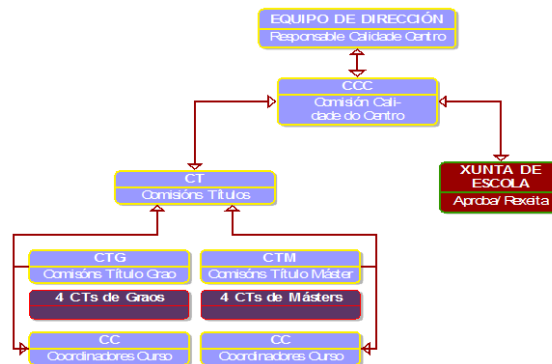 EQUIPO DE DIRECCIÓN
Responsable Calidade Centro
CCC
Comisión Cali-
dade do Centro
XUNTA DE
ESCOLA
Aproba/ Rexeita
CT
Comisións Títulos
CTG
Comisións Título Grao
CTM
Comisións Título Máster
4 CTs de Graos
4 CTs de Másters
CC
Coordinadores Curso
CC
Coordinadores Curso